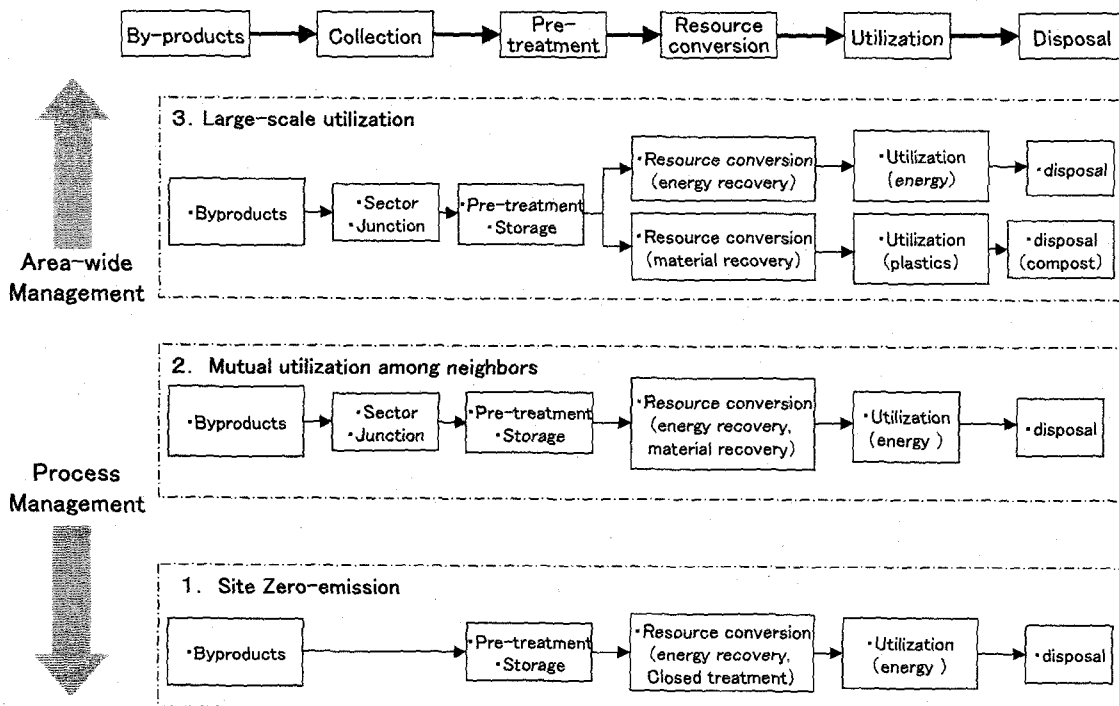 By-products
Collection
Pre-
treatment
Resource
conversion
Utilization
Disposal
3. Large-scale utilization
・Byproducts
・Sector
・Junction
・Pre-treatment
・Storage
・Resource conversion
(energy recovery)
・Utilization
(energy)
・disposal
・Resource conversion
(material recovery)
・Utilization
(plastics)
・disposal
(compost)
Area-wide
Management
2. Mutual utilization among neighbors
・Byproducts
・Sector
・Junction
・Pre-treatment
・Storage
・Resource conversion
(energy recovery,
material recovery)
・Utilization
(energy )
・disposal
Process
Management
1. Site Zero-emission
・Byproducts
・Pre-treatment
・Storage
・Resource conversion
(energy recovery,
Closed treatment)
・Utilization
(energy )
・disposal